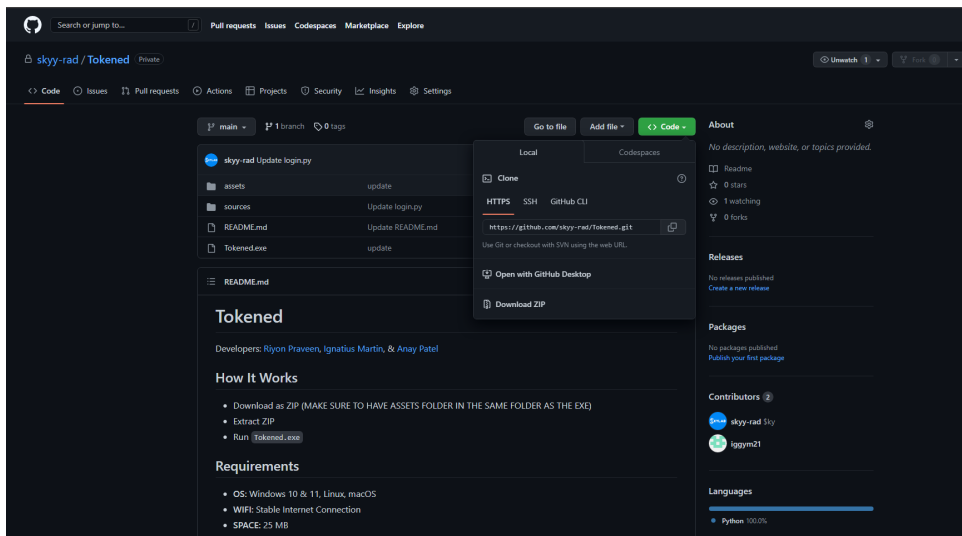 Search or jump to... /
Pull requests Issues Codespaces Marketplace Explore
skyy-rad / Tokened Private
Unwatch 1 Fork 0
Code Issues Pull requests Actions Projects Security Insights Settings
main 1 branch 0 tags
Go to file Add file Code
skyy-rad Update login.py
assets update
sources Update login.py
README.md Update README.md
Tokened.exe update
Local Codespaces
Clone
HTTPS SSH GitHub CLI
https://github.com/skyy-rad/Tokened.git
Use Git or checkout with SVN using the web URL.
Open with GitHub Desktop
Download ZIP
README.md
Tokened
Developers: Riyon Praveen, Ignatius Martin, & Anay Patel
How It Works
• Download as ZIP (MAKE SURE TO HAVE ASSETS FOLDER IN THE SAME FOLDER AS THE EXE)
• Extract ZIP
• Run Tokened.exe
Requirements
• OS: Windows 10 & 11, Linux, macOS
• WIFI: Stable Internet Connection
• SPACE: 25 MB
About
No description, website, or topics provided.
Readme
0 stars
1 watching
0 forks
Releases
No releases published
Create a new release
Packages
No packages published
Publish your first package
Contributors 2
skyy-rad $ky
iggym21
Languages
Python 100.0%